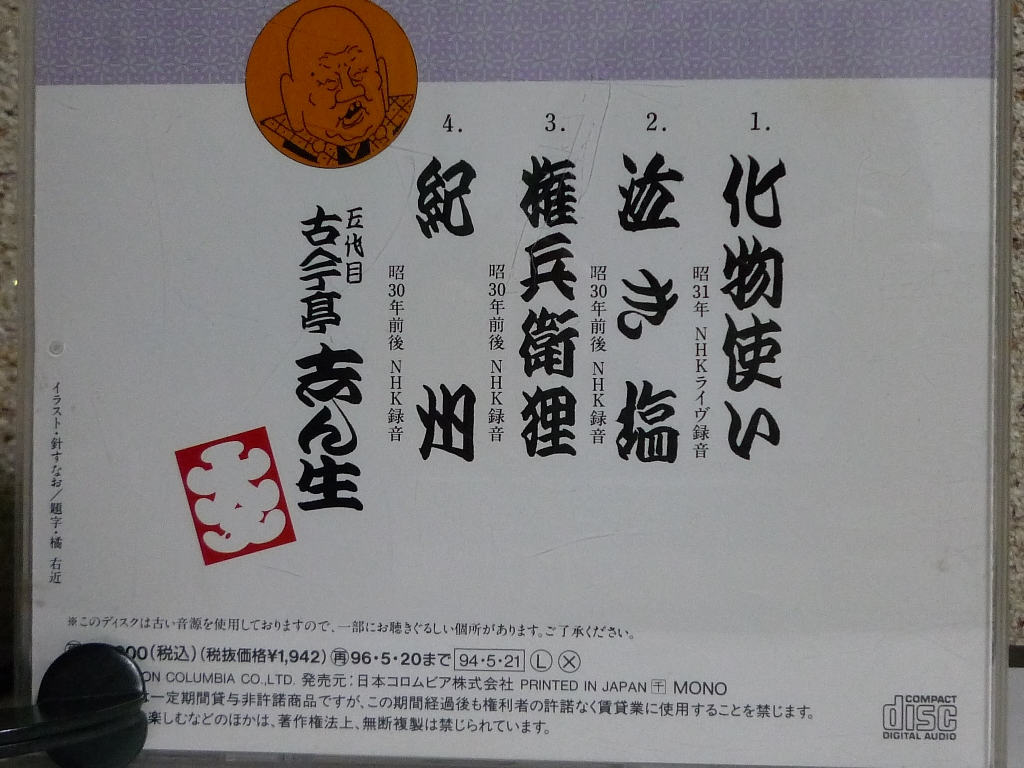 1.
化物使い
昭31年 NHKライヴ録音
2.
盗き塩
昭30年前後 NHK録音
3.
権兵衛狸
昭30年前後 NHK録音
4.
紀州
昭30年前後 NHK録音
五代目
古今亭 志ん生
イラスト・針すなお/題字・橘 右近
※このディスクは古い音源を使用しておりますので、一部にお聴きぐるしい個所があります。ご了承ください。
00(税込)(税抜価格¥1,942)再96・5・20まで 94・5・21 L X
ON COLUMBIA CO.,LTD. 発売元:日本コロムビア株式会社 PRINTED IN JAPAN 干 MONO
は一定期間貸与非許諾商品ですが、この期間経過後も権利者の許諾なく賃貸業に使用することを禁じます。
楽しむなどのほかは、著作権法上、無断複製は禁じられています。
COMPACT
disc
DIGITAL AUDIO